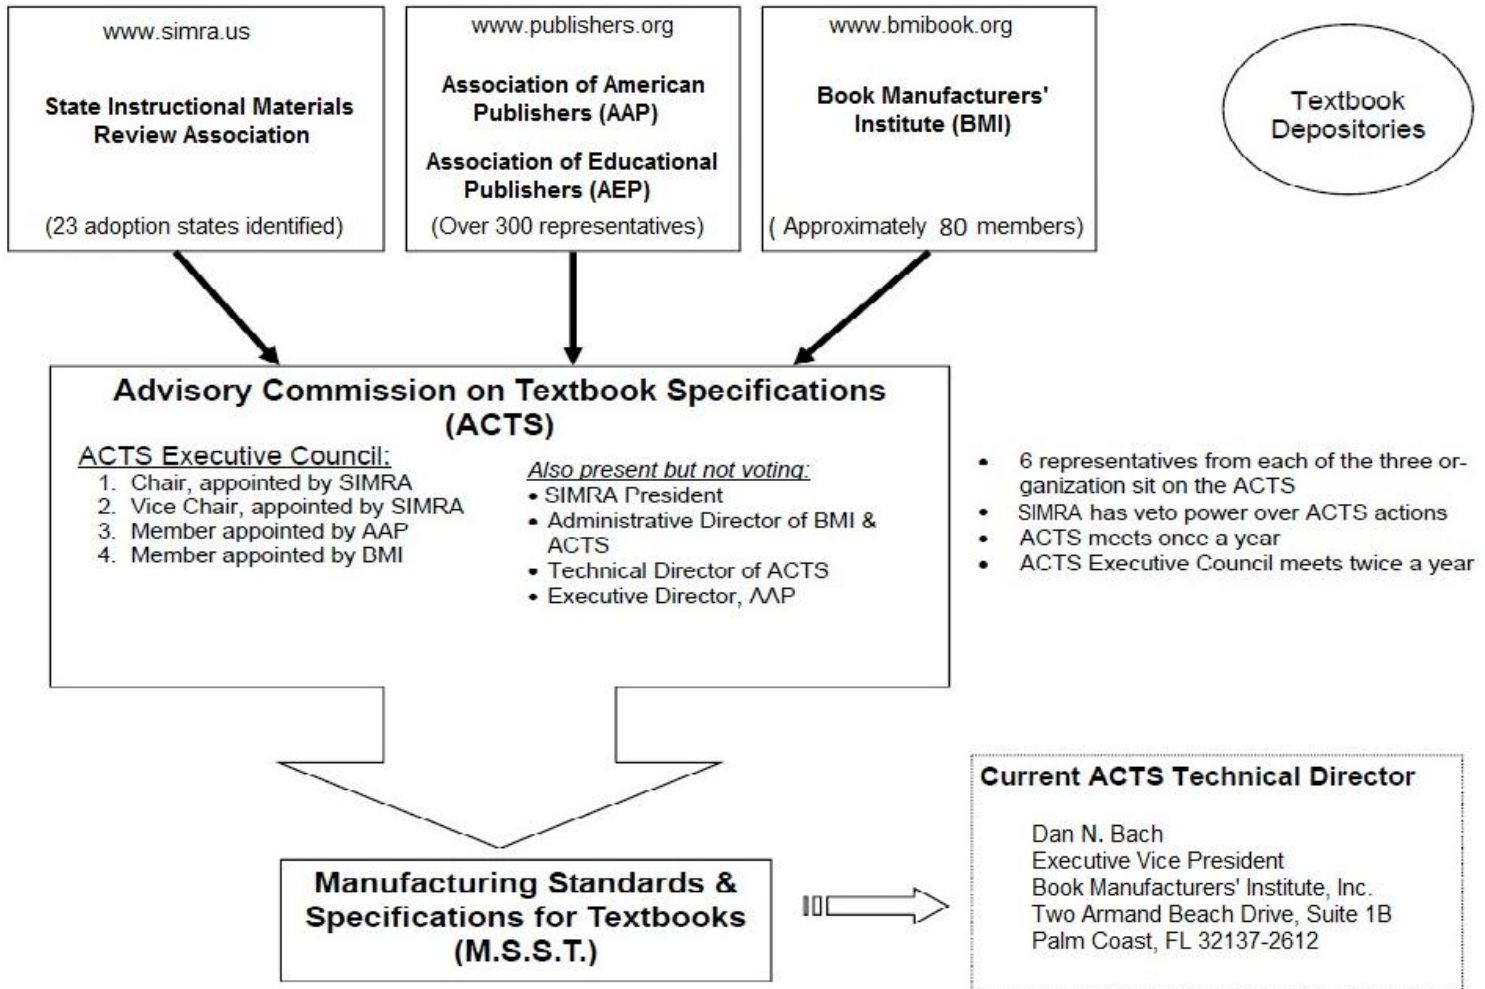 www.simra.us
State Instructional Materials
Review Association
(23 adoption states identified)
www.publishers.org
Association of American
Publishers (AAP)
Association of Educational
Publishers (AEP)
(Over 300 representatives)
www.bmibook.org
Book Manufacturers'
Institute (BMI)
( Approximately 80 members)
Textbook
Depositories
Advisory Commission on Textbook Specifications
(ACTS)
ACTS Executive Council:
1. Chair, appointed by SIMRA
2. Vice Chair, appointed by SIMRA
3. Member appointed by AAP
4. Member appointed by BMI
Also present but not voting:
• SIMRA President
• Administrative Director of BMI &
ACTS
• Technical Director of ACTS
• Executive Director, AAP
• 6 representatives from each of the three or-
ganization sit on the ACTS
• SIMRA has veto power over ACTS actions
• ACTS meets once a year
• ACTS Executive Council meets twice a year
Manufacturing Standards &
Specifications for Textbooks
(M.S.S.T.)
Current ACTS Technical Director
Dan N. Bach
Executive Vice President
Book Manufacturers' Institute, Inc.
Two Armand Beach Drive, Suite 1B
Palm Coast, FL 32137-2612